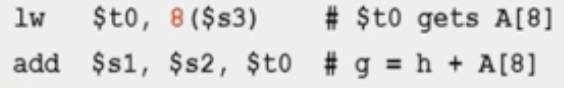 lw $t0, 8($s3) # $t0 gets A[8]
add $s1, $s2, $t0 # g = h + A[8]